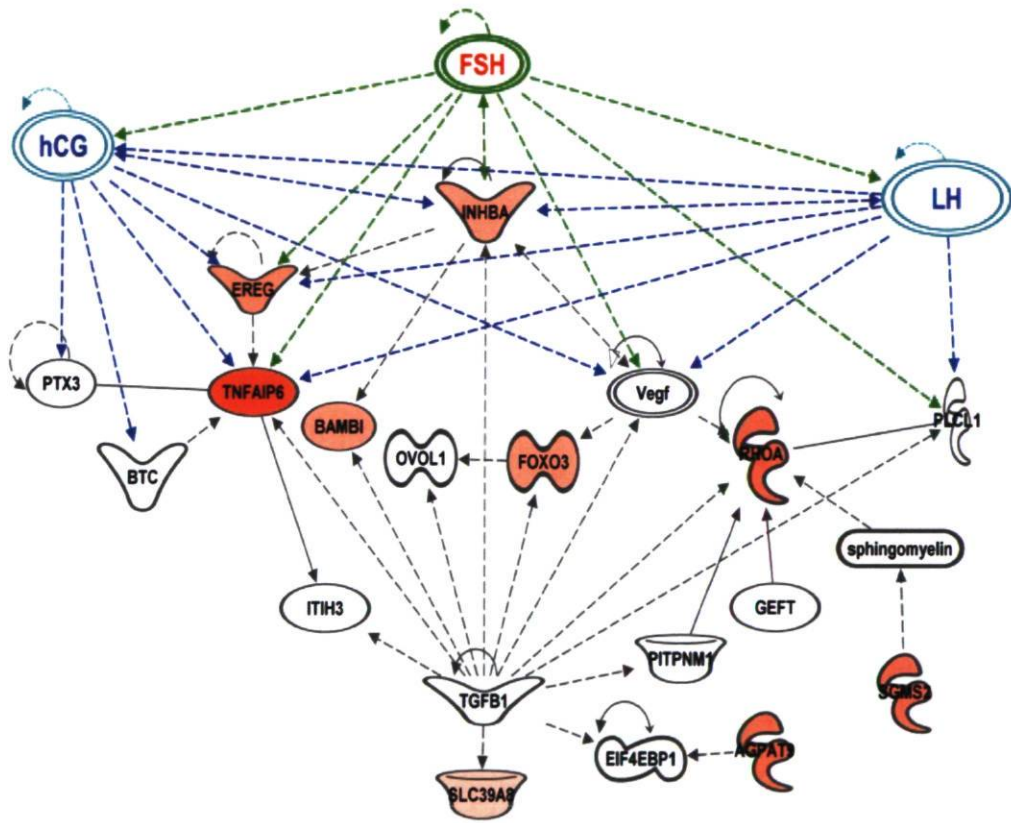 FSH
hCG
LH
INHBA
EREG
PTX3
TNFAIP6
Vegf
BAMBI
PLCL1
RHOA
OVOL1
FOXO3
BTC
sphingomyelin
ITIH3
GEFT
PITPNM1
SGMS2
TGFB1
EIF4EBP1
AGPAT9
SLC39A8